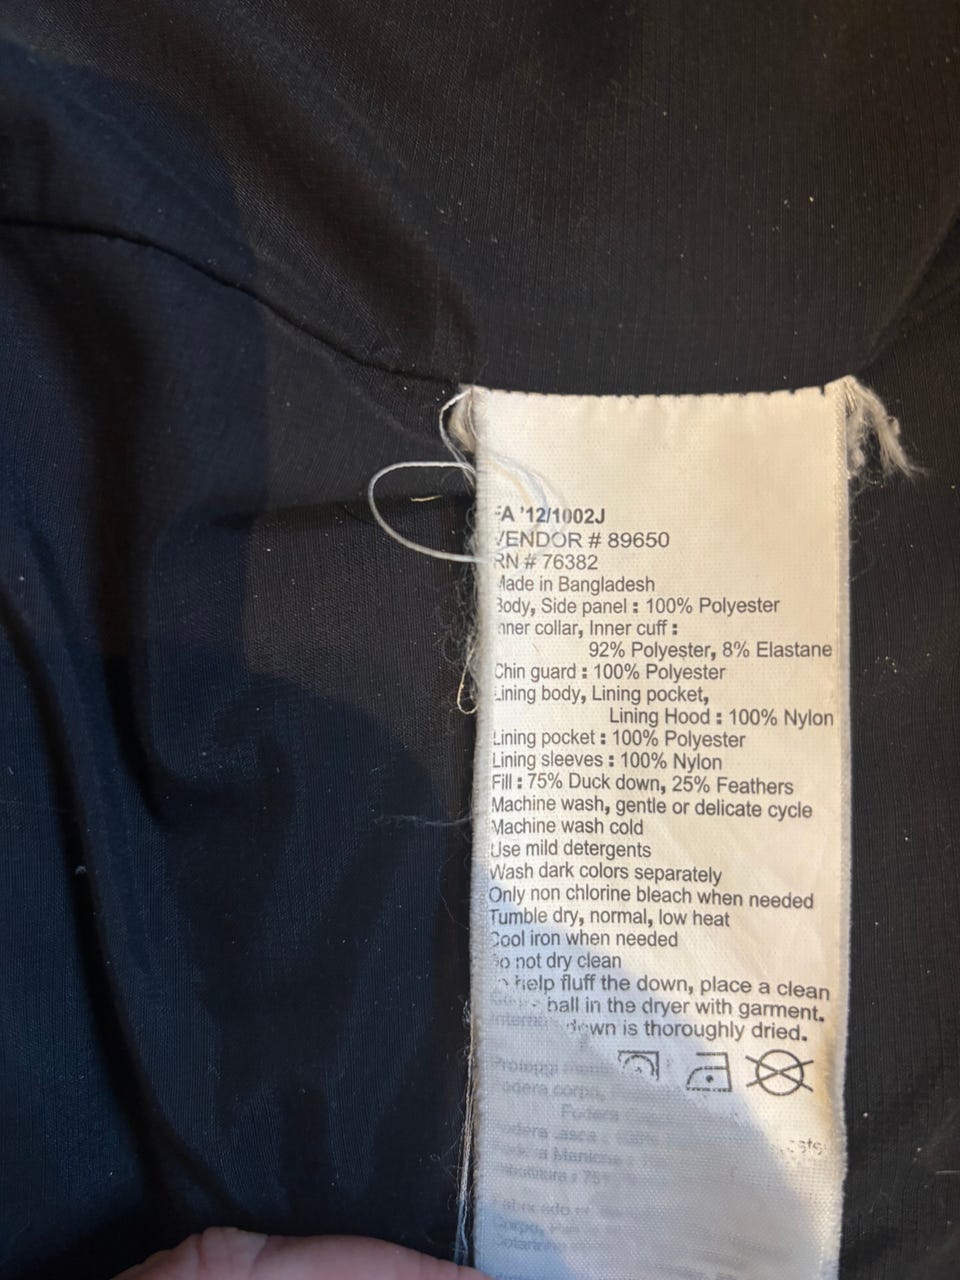 FA '12/1002J
VENDOR # 89650
RN # 76382
Made in Bangladesh
Body, Side panel : 100% Polyester
Inner collar, Inner cuff :
92% Polyester, 8% Elastane
Chin guard : 100% Polyester
Lining body, Lining pocket,
Lining Hood : 100% Nylon
Lining pocket : 100% Polyester
Lining sleeves : 100% Nylon
Fill : 75% Duck down, 25% Feathers
Machine wash, gentle or delicate cycle
Machine wash cold
Use mild detergents
Wash dark colors separately
Only non chlorine bleach when needed
Tumble dry, normal, low heat
Cool iron when needed
Do not dry clean
To help fluff the down, place a clean
ball in the dryer with garment.
down is thoroughly dried.